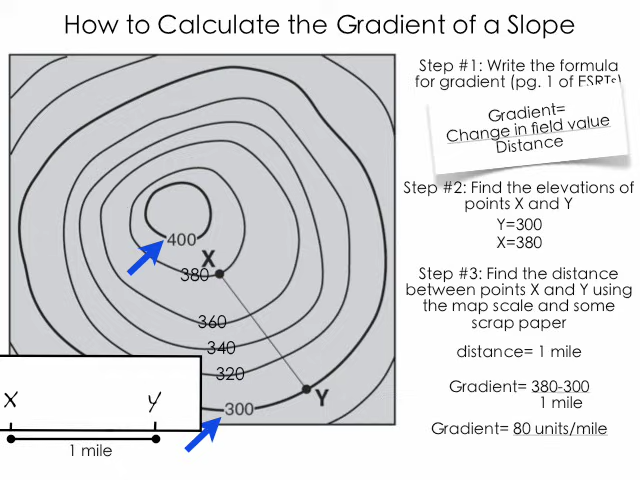 How to Calculate the Gradient of a Slope
Step #1: Write the formula
for gradient (pg. 1 of ESRTs)
Gradient=
Change in field value
Distance
Step #2: Find the elevations of
points X and Y
Y=300
X=380
Step #3: Find the distance
between points X and Y using
the map scale and some
scrap paper
distance= 1 mile
Gradient= 380-300
1 mile
Gradient= 80 units/mile
400
X
380
360
340
320
Y
300
X Y
1 mile